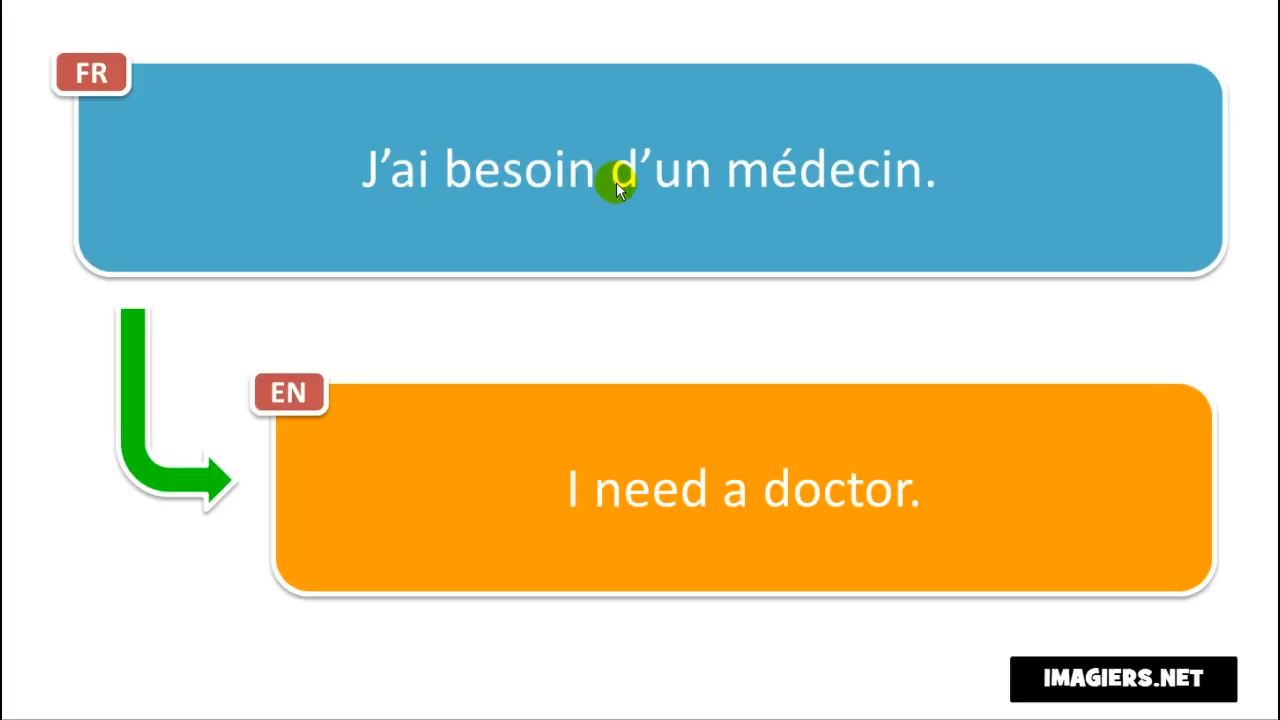 FR
J’ai besoin d’un médecin.
EN
I need a doctor.
IMAGIERS.NET